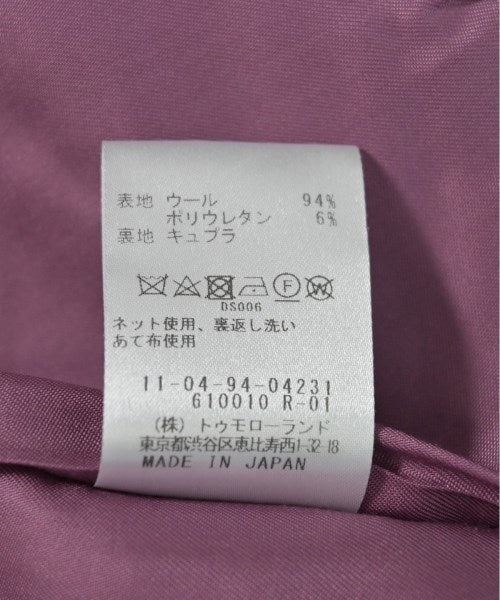 表地 ウール 94%
ポリウレタン 6%
裏地 キュプラ
F W
DS006
ネット使用、裏返し洗い
あて布使用
11-04-94-04231
610010 R-01
(株) トゥモローランド
東京都渋谷区恵比寿西1-32-18
MADE IN JAPAN